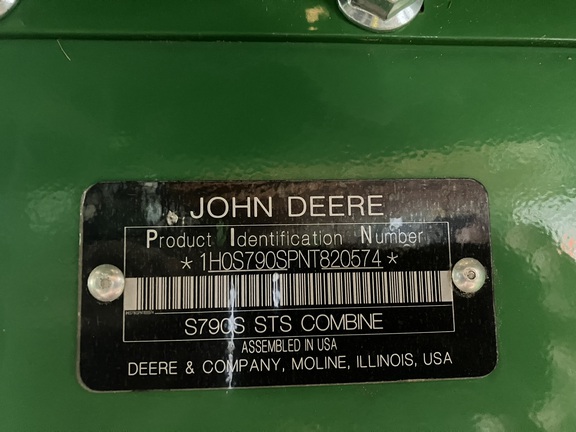 JOHN DEERE
Product Identification Number
*1H0S790SPNT820574*
S790S STS COMBINE
ASSEMBLED IN USA
DEERE & COMPANY, MOLINE, ILLINOIS, USA